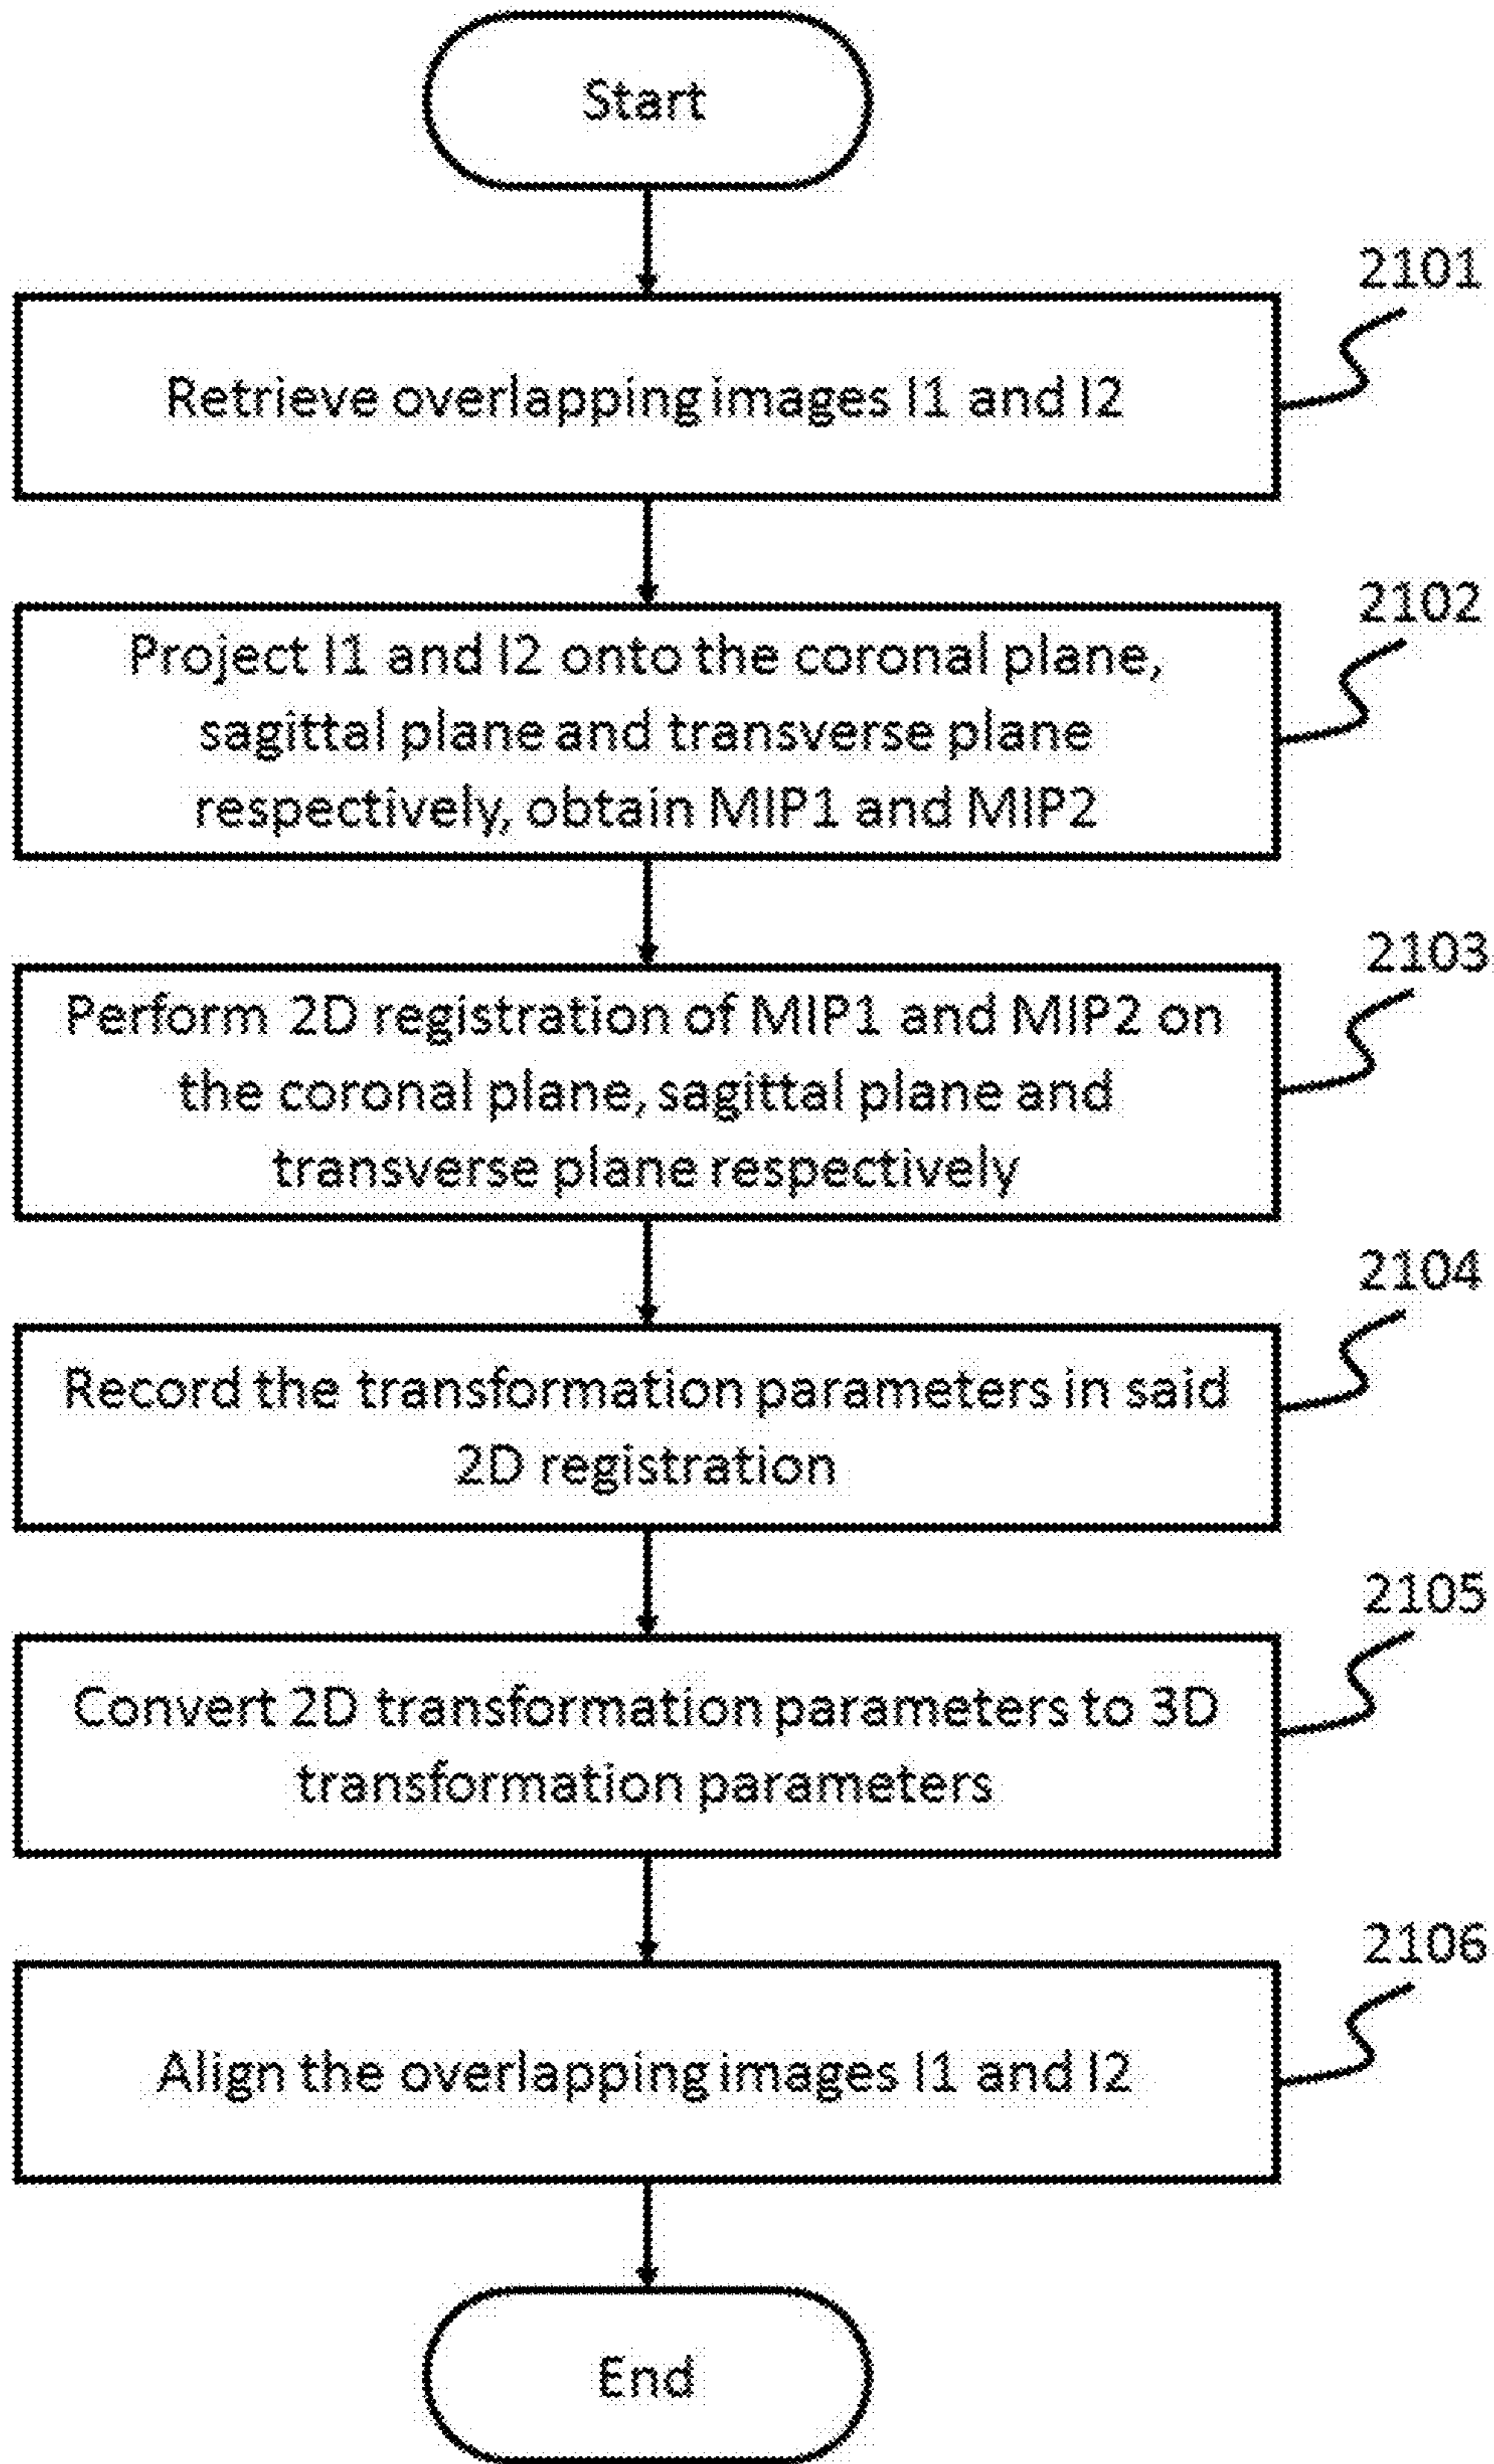 Start
2101
Retrieve overlapping images I1 and I2
2102
Project I1 and I2 onto the coronal plane,
sagittal plane and transverse plane
respectively, obtain MIP1 and MIP2
2103
Perform 2D registration of MIP1 and MIP2 on
the coronal plane, sagittal plane and
transverse plane respectively
2104
Record the transformation parameters in said
2D registration
2105
Convert 2D transformation parameters to 3D
transformation parameters
2106
Align the overlapping images I1 and I2
End